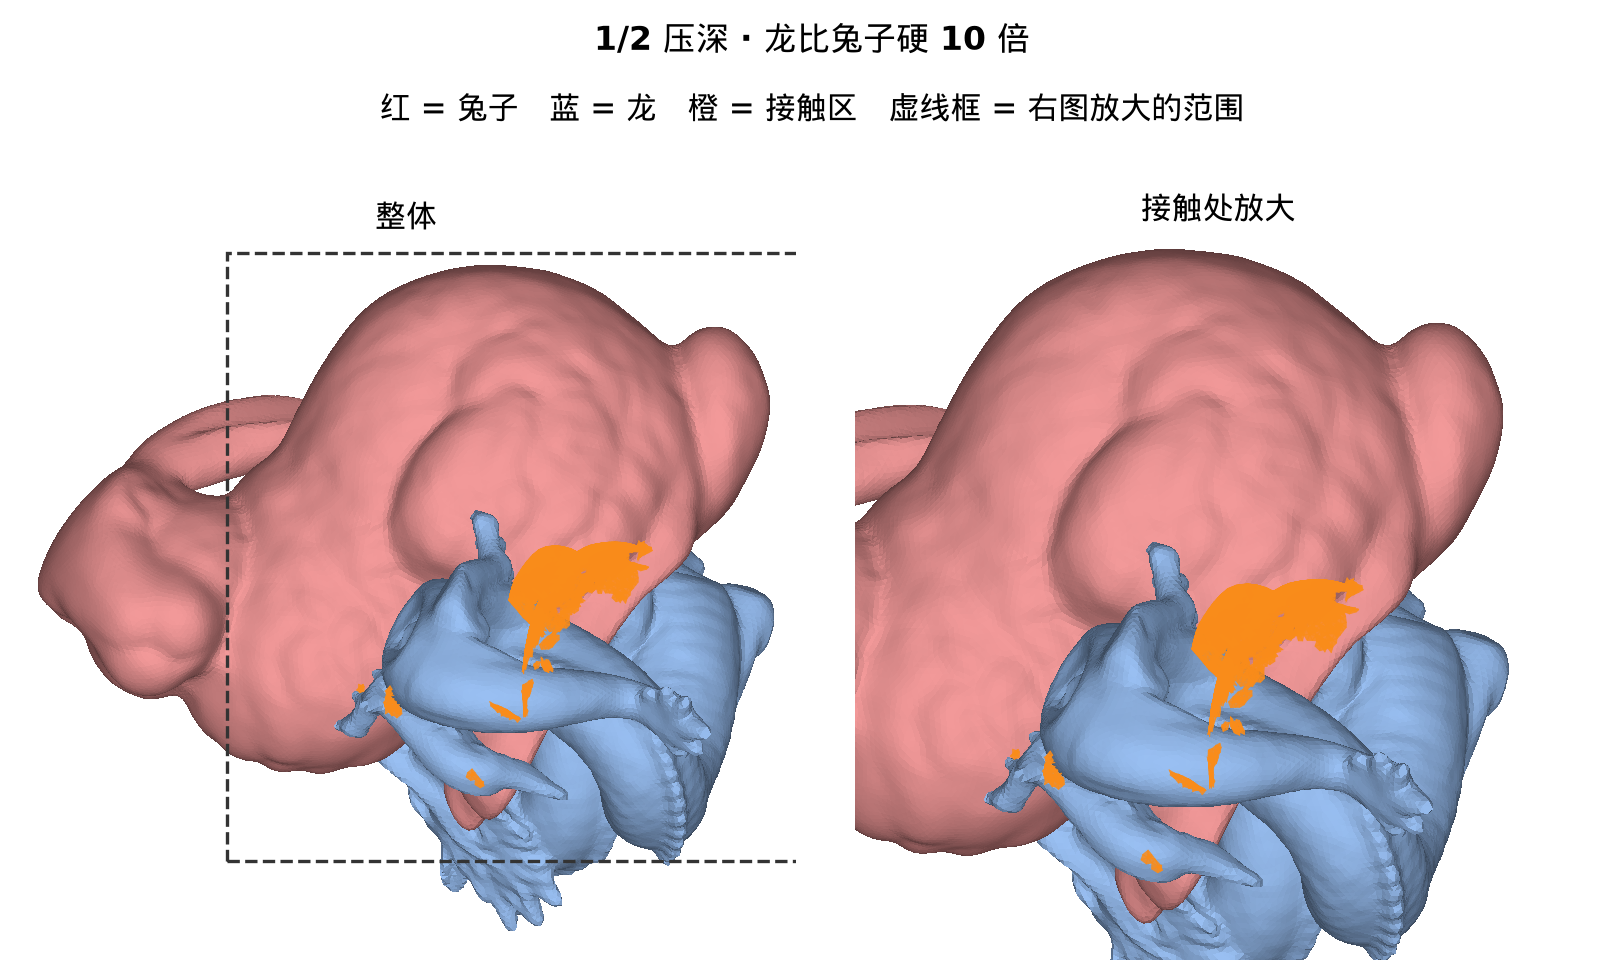 1/2 压深 · 龙比兔子硬 10 倍
红 = 兔子 蓝 = 龙 橙 = 接触区 虚线框 = 右图放大的范围
整体
接触处放大